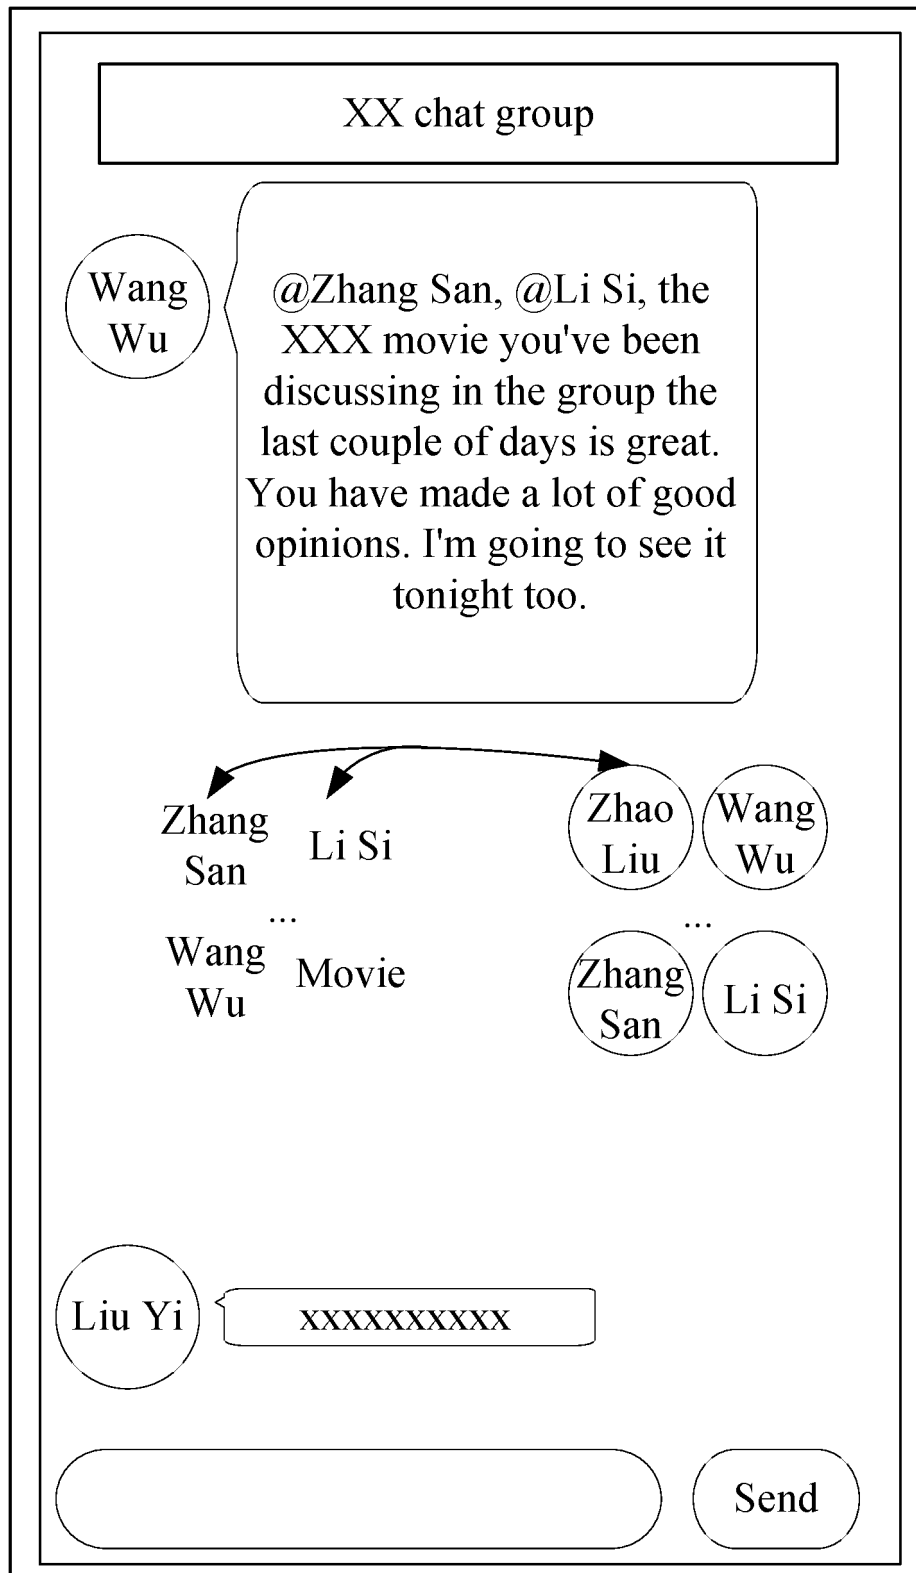 XX chat group
Wang
Wu
@Zhang San, @Li Si, the
XXX movie you've been
discussing in the group the
last couple of days is great.
You have made a lot of good
opinions. I'm going to see it
tonight too.
Zhang
San
Li Si
...
Wang
Wu
Movie
Zhao
Liu
Wang
Wu
...
Zhang
San
Li Si
Liu Yi
xxxxxxxxxx
Send